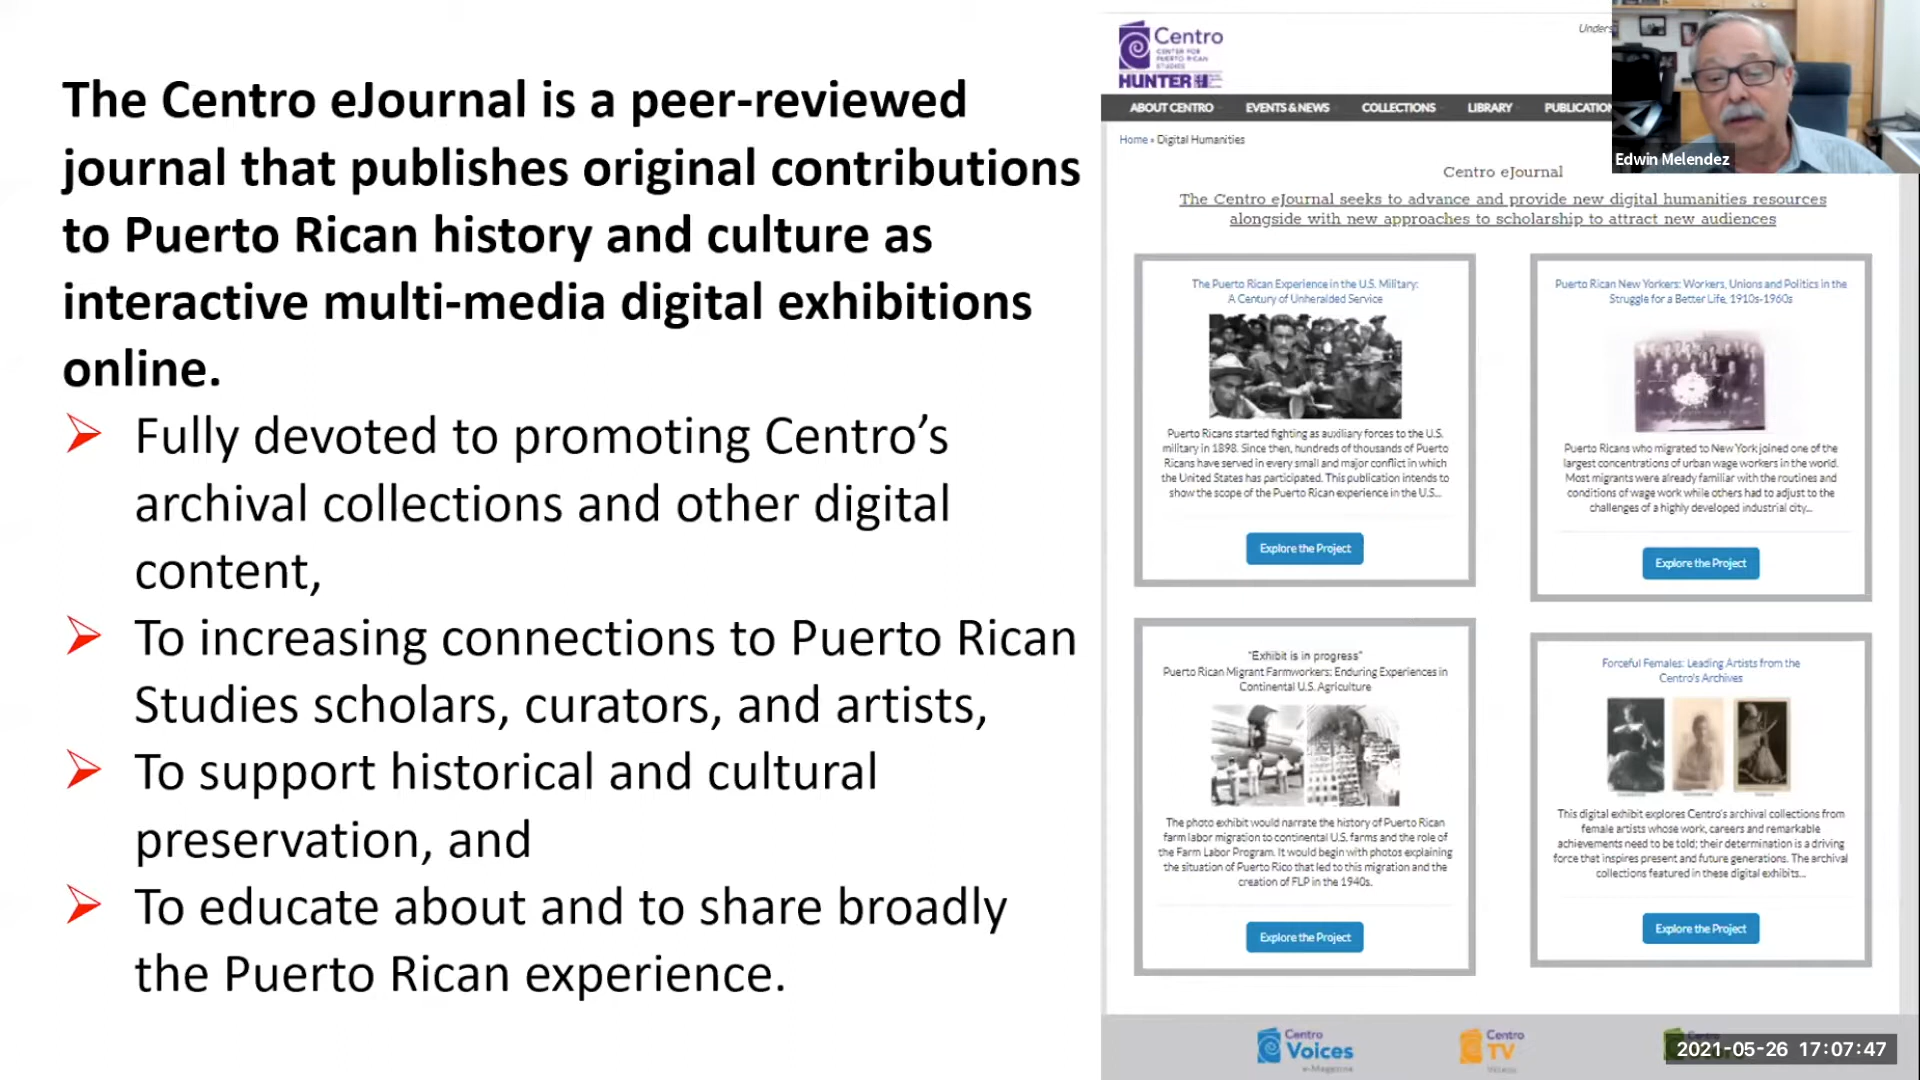 The Centro eJournal is a peer-reviewed
journal that publishes original contributions
to Puerto Rican history and culture as
interactive multi-media digital exhibitions
online.
Fully devoted to promoting Centro's
archival collections and other digital
content,
To increasing connections to Puerto Rican
Studies scholars, curators, and artists,
To support historical and cultural
preservation, and
To educate about and to share broadly
the Puerto Rican experience.
Centro
CENTER FOR
PUERTO RICAN
STUDIES
HUNTER
ABOUT CENTRO EVENTS & NEWS COLLECTIONS LIBRARY
Edwin Melendez
Home » Digital Humanities
Centro eJournal
The Centro eJournal seeks to advance and provide new digital humanities resources
alongside with new approaches to scholarship to attract new audiences
The Puerto Rican Experience in the U.S. Military:
A Century of Unheralded Service
Puerto Ricans started fighting as auxiliary forces to the U.S.
military in 1898. Since then, hundreds of thousands of Puerto
Ricans have served in every small and major conflict in which
the United States has participated. This publication intends to
show the scope of the Puerto Rican experience in the U.S...
Explore the Project
Puerto Rican New Yorkers: Workers, Unions and Politics in the
Struggle for a Better Life, 1910s-1960s
Puerto Ricans who migrated to New York joined one of the
largest concentrations of urban wage workers in the world.
Most migrants were already familiar with the routines and
conditions of wage work while others had to adjust to the
challenges of a highly developed industrial city...
Explore the Project
"Exhibit is in progress"
Puerto Rican Migrant Farmworkers: Enduring Experiences in
Continental U.S. Agriculture
The photo exhibit would narrate the history of Puerto Rican
farm labor migration to continental U.S. farms and the role of
the Farm Labor Program. It would begin with photos explaining
the situation of Puerto Rico that led to this migration and the
creation of FLP in the 1940s.
Explore the Project
Forceful Females: Leading Artists from the
Centro's Archives
This digital exhibit explores Centro's archival collections from
female artists whose work, careers and remarkable
achievements need to be told; their determination is a driving
force that inspires present and future generations. The archival
collections featured in these digital exhibits...
Explore the Project
Centro
Voices
e-Magazine
Centro
TV
2021-05-26 17:07:47